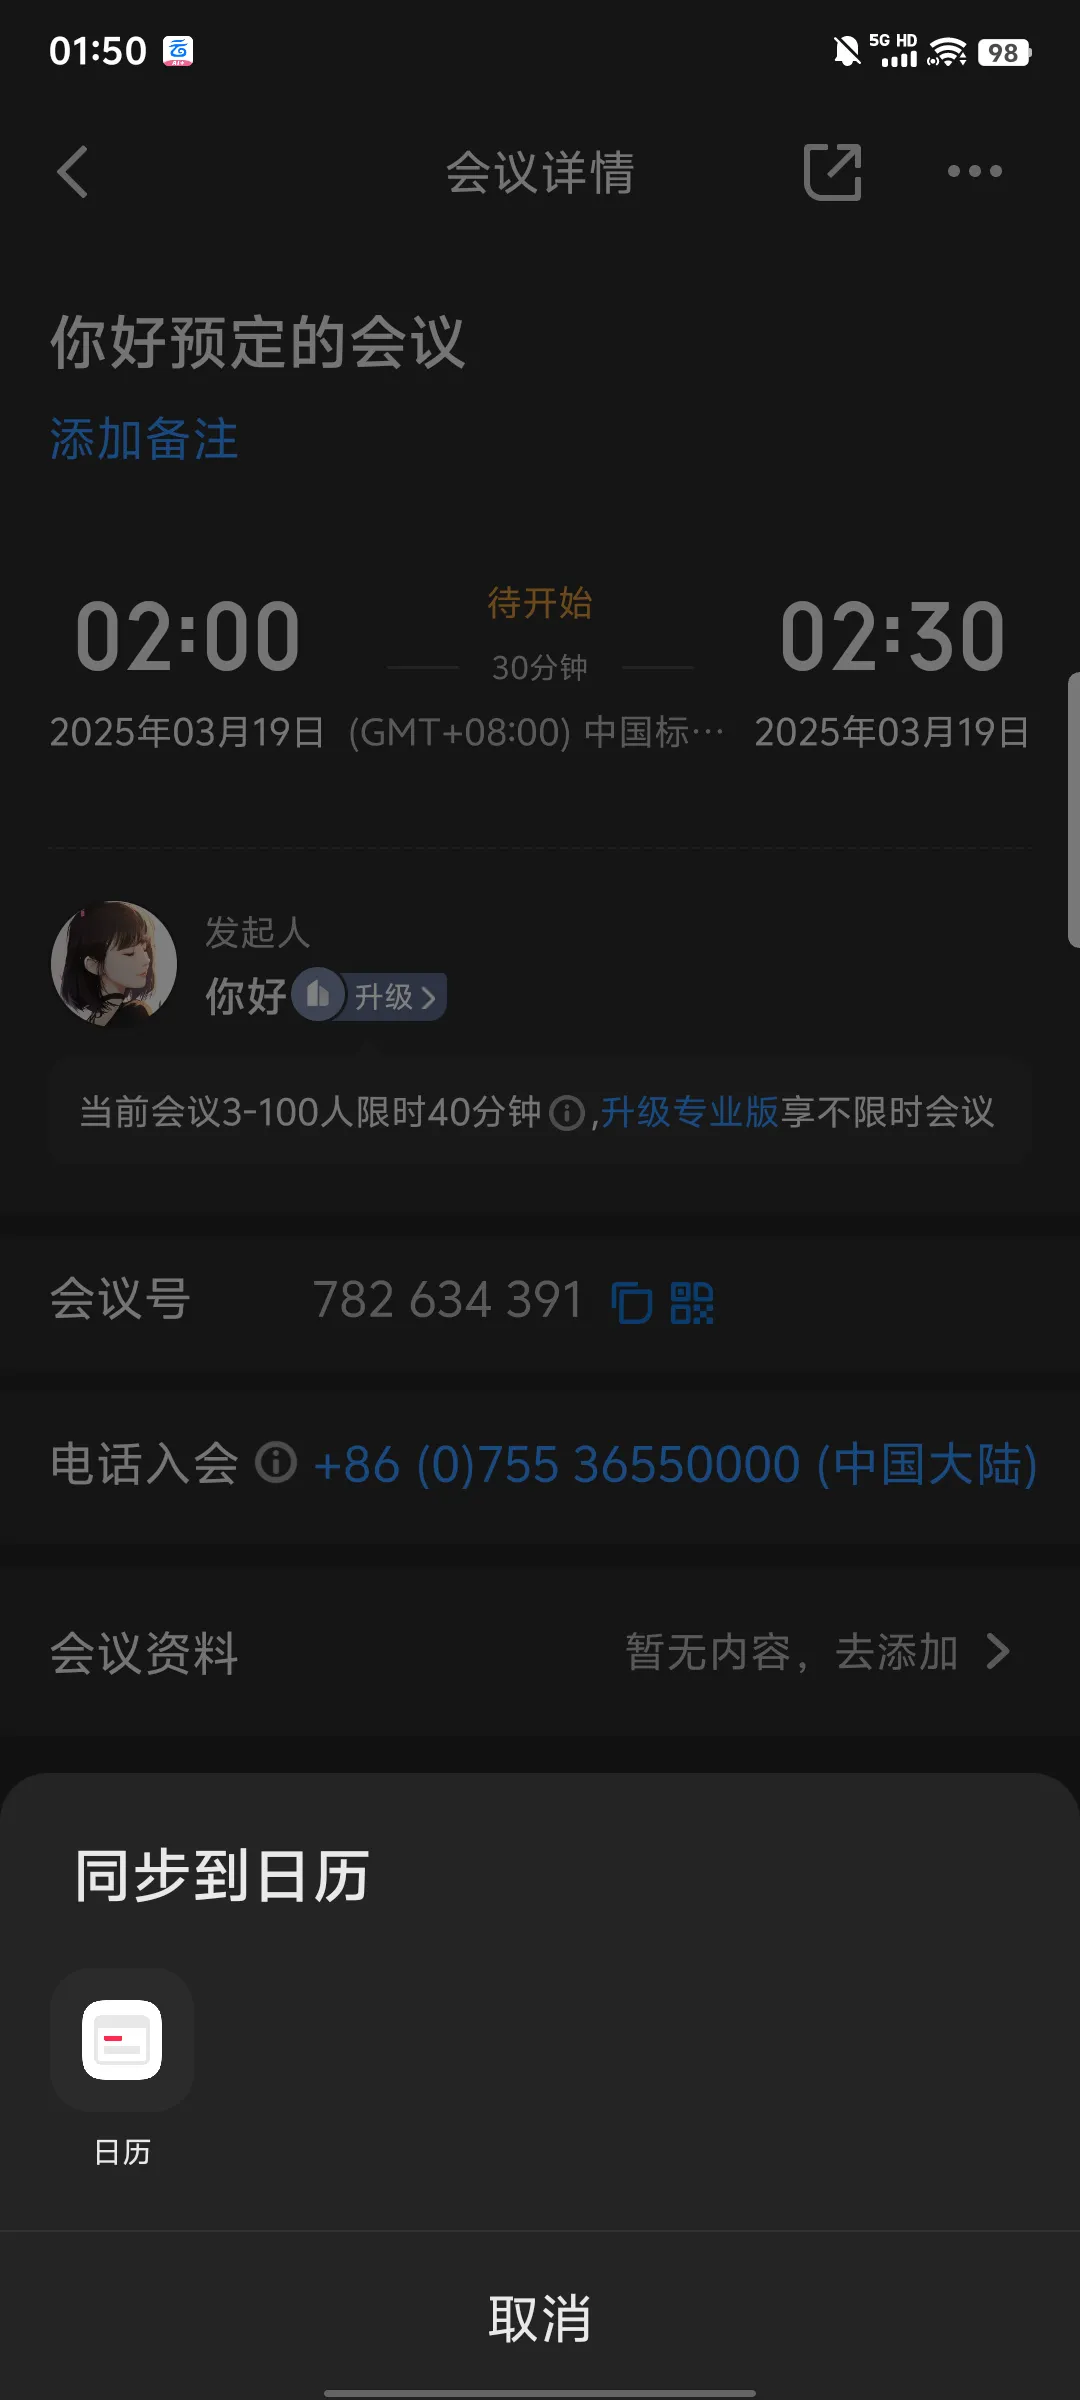 01:50
5G HD
98
会议详情
你好预定的会议
添加备注
02:00
待开始
30分钟
02:30
2025年03月19日
(GMT+08:00) 中国标…
2025年03月19日
发起人
你好
升级
当前会议3-100人限时40分钟,升级专业版享不限时会议
会议号
782 634 391
电话入会
+86 (0)755 36550000 (中国大陆)
会议资料
暂无内容，去添加
同步到日历
日历
取消